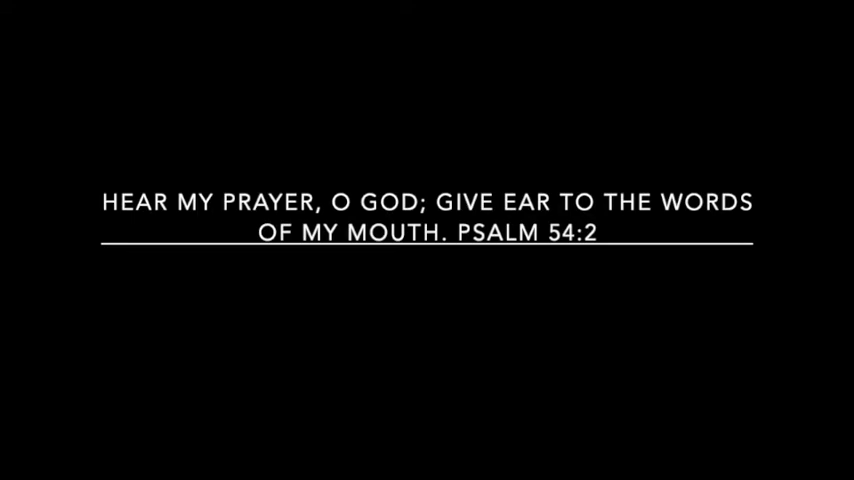 HEAR MY PRAYER, O GOD; GIVE EAR TO THE WORDS
OF MY MOUTH. PSALM 54:2